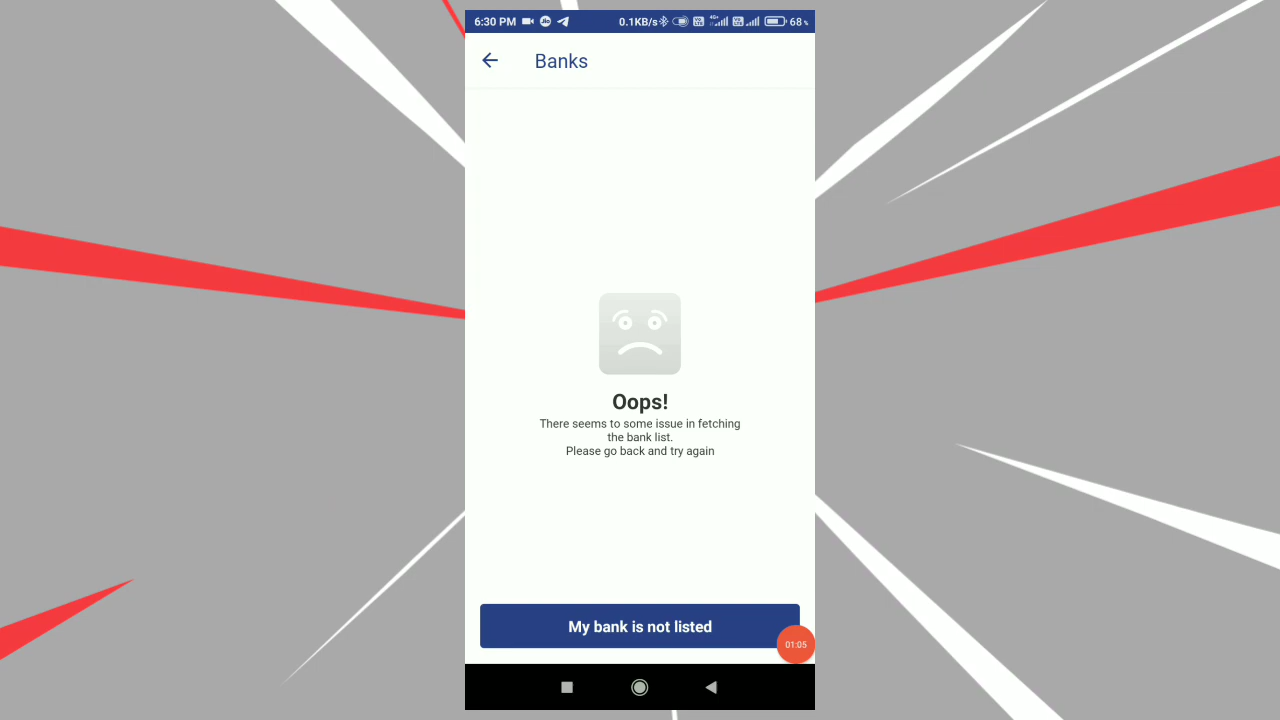 6:30 PM 0.1KB/s 68
Banks
Oops!
There seems to some issue in fetching
the bank list.
Please go back and try again
My bank is not listed
01:05